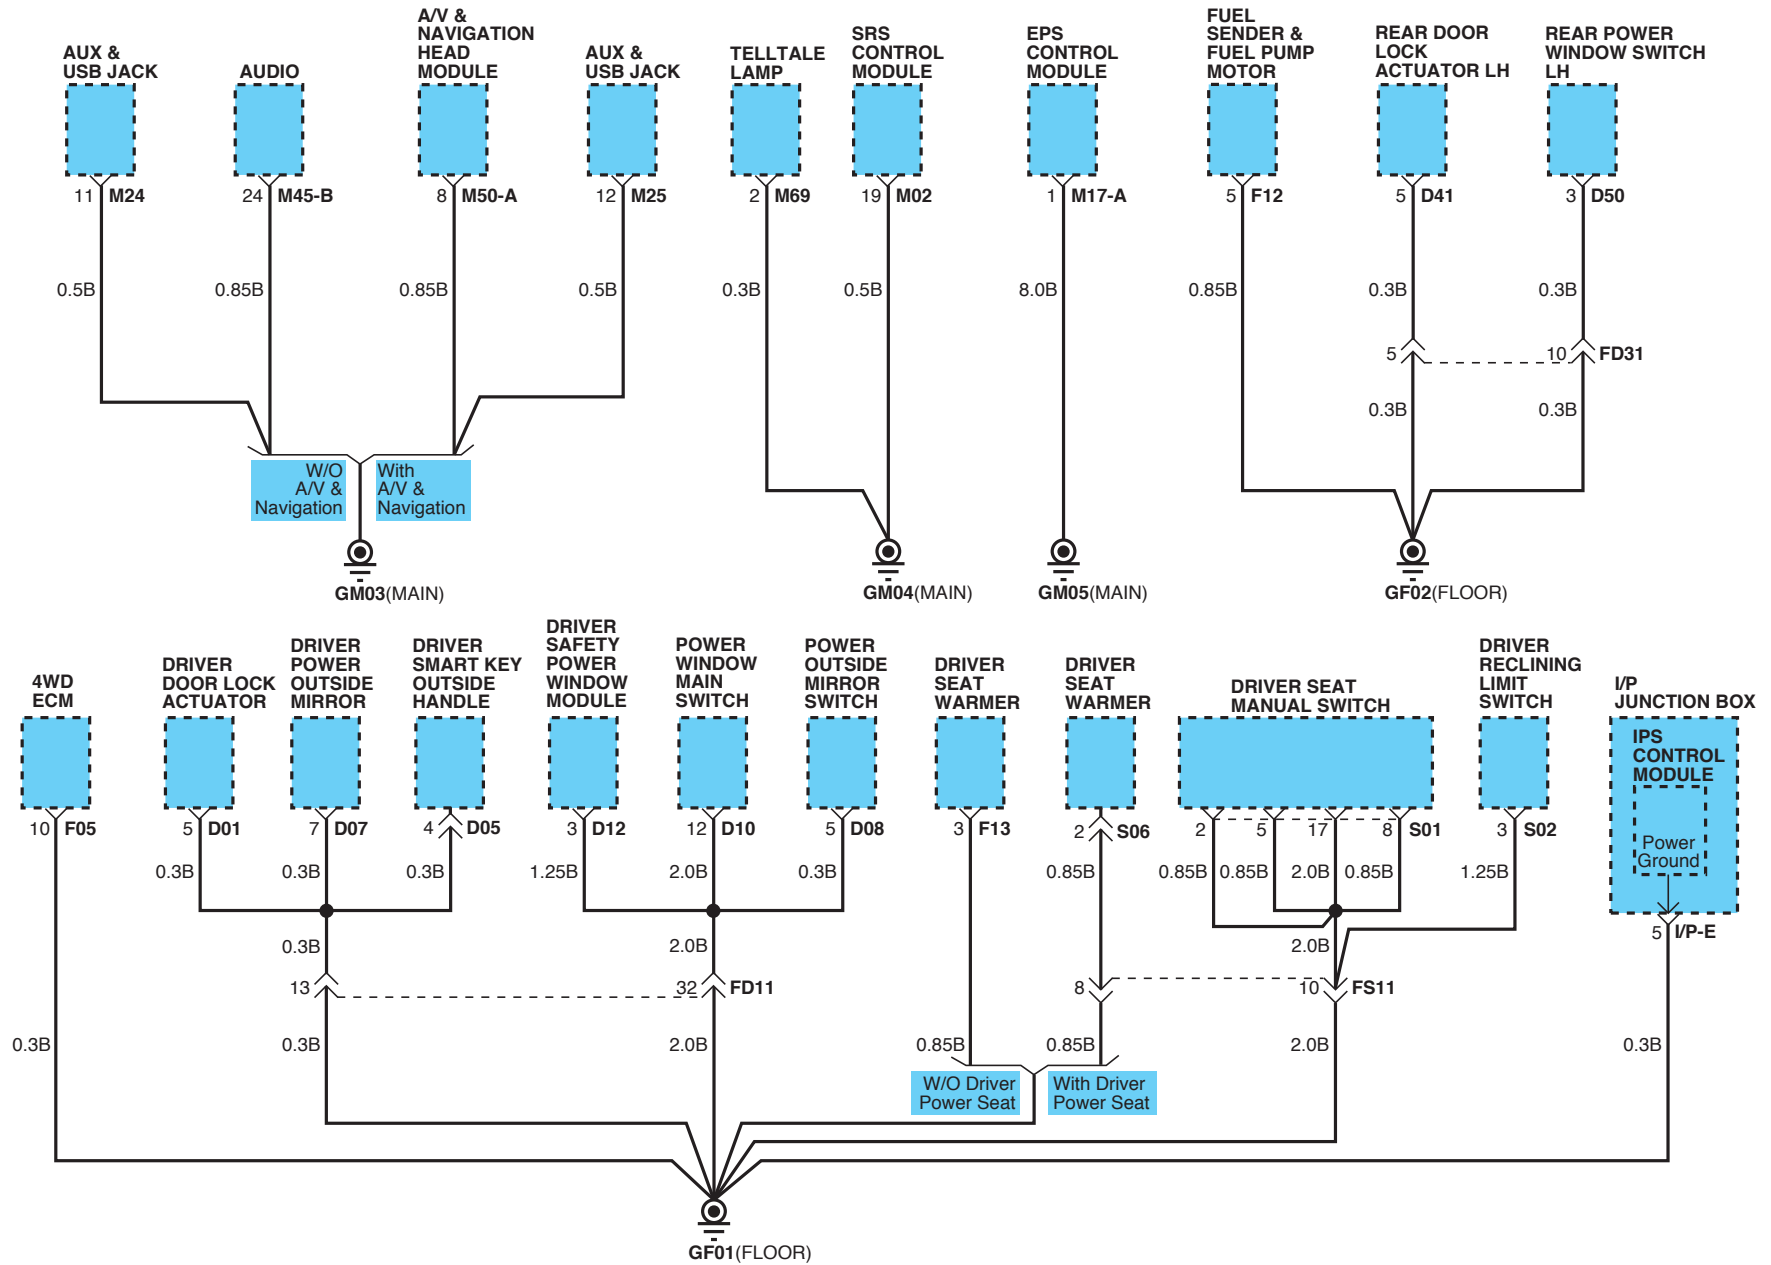 AUX &
USB JACK
AUDIO
A/V &
NAVIGATION
HEAD
MODULE
AUX &
USB JACK
TELLTALE
LAMP
SRS
CONTROL
MODULE
EPS
CONTROL
MODULE
FUEL
SENDER &
FUEL PUMP
MOTOR
REAR DOOR
LOCK
ACTUATOR LH
REAR POWER
WINDOW SWITCH
LH
11 M24
24 M45-B
8 M50-A
12 M25
2 M69
19 M02
1 M17-A
5 F12
5 D41
3 D50
0.5B
0.85B
0.85B
0.5B
0.3B
0.5B
8.0B
0.85B
0.3B
0.3B
5
10 FD31
0.3B
0.3B
W/O
A/V &
Navigation
With
A/V &
Navigation
GM03(MAIN)
GM04(MAIN)
GM05(MAIN)
GF02(FLOOR)
4WD
ECM
DRIVER
DOOR LOCK
ACTUATOR
DRIVER
POWER
OUTSIDE
MIRROR
DRIVER
SMART KEY
OUTSIDE
HANDLE
DRIVER
SAFETY
POWER
WINDOW
MODULE
POWER
WINDOW
MAIN
SWITCH
POWER
OUTSIDE
MIRROR
SWITCH
DRIVER
SEAT
WARMER
DRIVER
SEAT
WARMER
DRIVER SEAT
MANUAL SWITCH
DRIVER
RECLINING
LIMIT
SWITCH
I/P
JUNCTION BOX
IPS
CONTROL
MODULE
Power
Ground
10 F05
5 D01
7 D07
4 D05
3 D12
12 D10
5 D08
3 F13
2 S06
2
5
17
8 S01
3 S02
5 I/P-E
0.3B
0.3B
0.3B
1.25B
2.0B
0.3B
0.85B
0.85B
0.85B
2.0B
0.85B
1.25B
0.3B
2.0B
2.0B
13
32 FD11
8
10 FS11
0.3B
0.3B
2.0B
0.85B
0.85B
2.0B
0.3B
W/O Driver
Power Seat
With Driver
Power Seat
GF01(FLOOR)